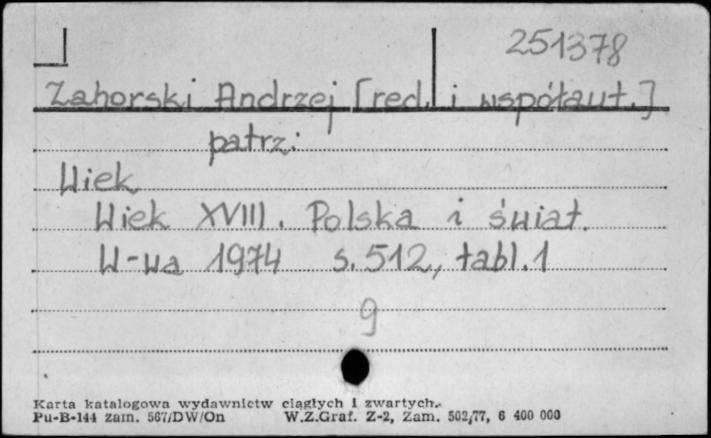 251378
Zahorski Andrzej [red. i współaut.]
patrz:
Wiek
Wiek XVIII. Polska i świat.
W-wa 1974 s. 512, tabl. 1
9
Karta katalogowa wydawnictw ciągłych i zwartych.
Pu-B-144 zam. 567/DW/On W.Z.Graf. Z-2, Zam. 502/77, 6 400 000